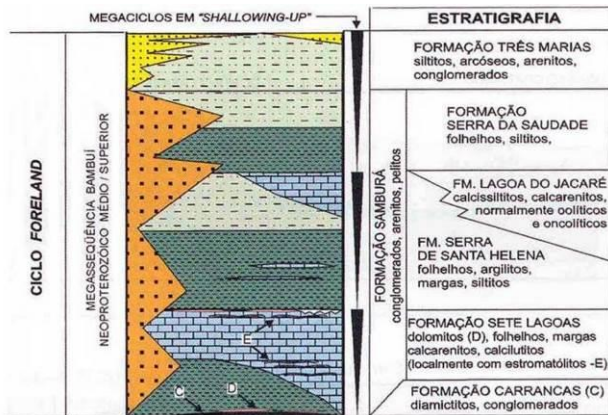 MEGACICLOS EM "SHALLOWING-UP"
ESTRATIGRAFIA
CICLO FORELAND
MEGASSEQÜÊNCIA BAMBUÍ
NEOPROTEROZÓICO MÉDIO / SUPERIOR
E
C
D
FORMAÇÃO SAMBURÁ
conglomerados, arenitos, pelitos
FORMAÇÃO TRÊS MARIAS
siltitos, arcóseos, arenitos,
conglomerados
FORMAÇÃO
SERRA DA SAUDADE
folhelhos, siltitos,
FM. LAGOA DO JACARÉ
calcissiltitos, calcarenitos,
normalmente oolíticos
e oncolíticos
FM. SERRA
DE SANTA HELENA
folhelhos, argilitos,
margas, siltitos
FORMAÇÃO SETE LAGOAS
dolomitos (D), folhelhos, margas
calcarenitos, calcilutitos
(localmente com estromatólitos -E)
FORMAÇÃO CARRANCAS (C)
diamictitos, conglomerados